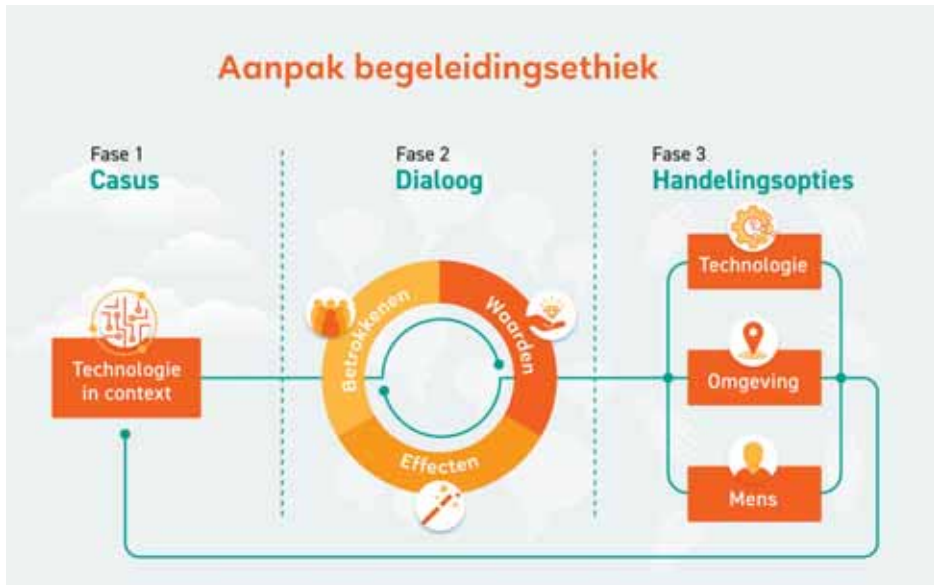 Aanpak begeleidingsethiek
Fase 1
Casus
Technologie
in context
Fase 2
Dialoog
Betrokkenen
Waarden
Effecten
Fase 3
Handelingsopties
Technologie
Omgeving
Mens